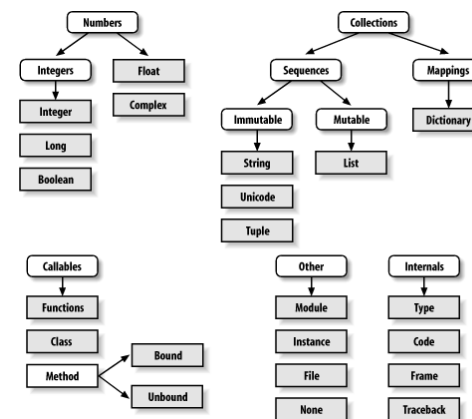 Numbers
Collections
Integers
Float
Sequences
Mappings
Integer
Complex
Immutable
Mutable
Dictionary
Long
String
List
Boolean
Unicode
Tuple
Callables
Other
Internals
Functions
Module
Type
Class
Bound
Instance
Code
Method
Unbound
File
Frame
None
Traceback